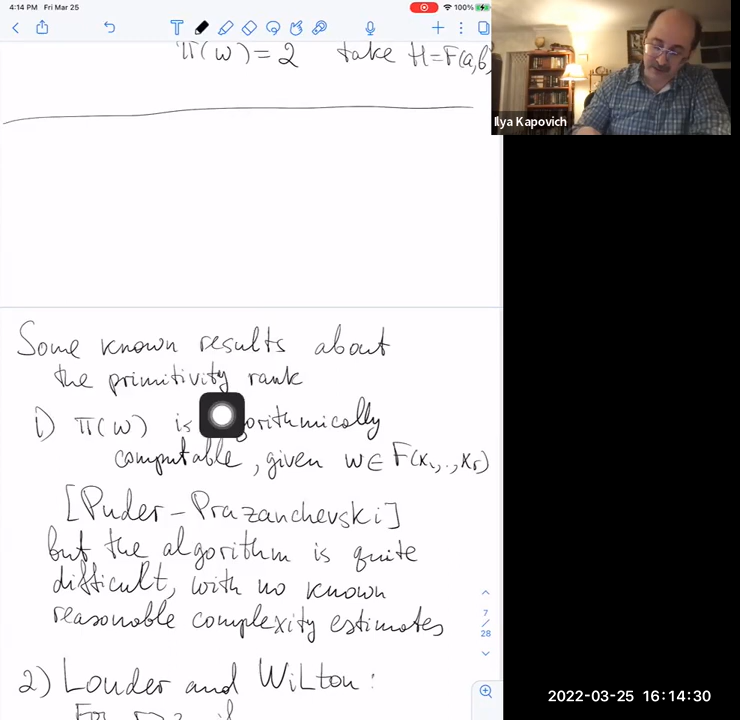 4:14 PM Fri Mar 25
100%
π(w) = 2 take H=F(a,b
Ilya Kapovich
Some known results about
the primitivity rank
1) π(w) is gorithmically
computable, given w∈ F(x₁,..,xᵣ)
[Puder – Prazanchevski]
but the algorithm is quite
difficult, with no known
reasonable complexity estimates
7
/
28
2) Louder and Wilton:
2022-03-25 16:14:30